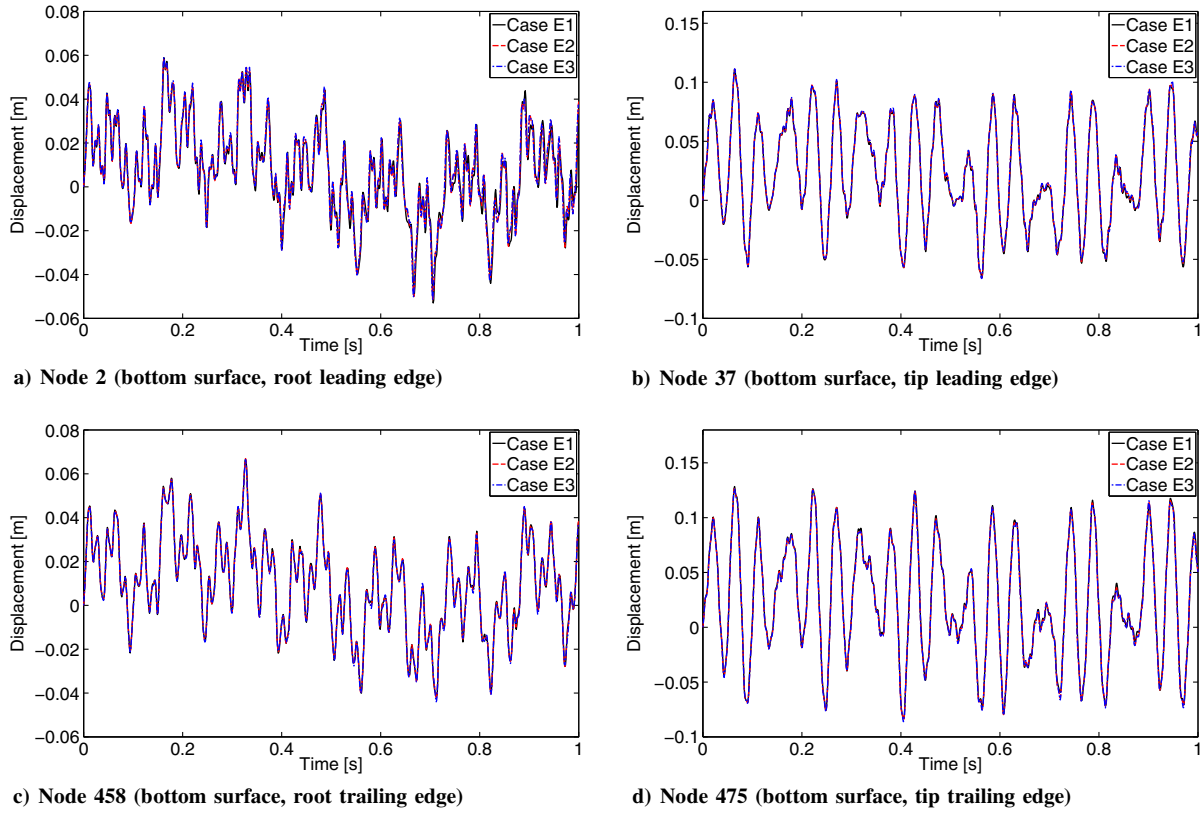 0.08
0.06
0.04
0.02
0
−0.02
−0.04
−0.06
Displacement [m]
0 0.2 0.4 0.6 0.8 1
Time [s]
Case E1
Case E2
Case E3
a) Node 2 (bottom surface, root leading edge)
0.15
0.1
0.05
0
−0.05
−0.1
Displacement [m]
0 0.2 0.4 0.6 0.8 1
Time [s]
Case E1
Case E2
Case E3
b) Node 37 (bottom surface, tip leading edge)
0.08
0.06
0.04
0.02
0
−0.02
−0.04
−0.06
Displacement [m]
0 0.2 0.4 0.6 0.8 1
Time [s]
Case E1
Case E2
Case E3
c) Node 458 (bottom surface, root trailing edge)
0.15
0.1
0.05
0
−0.05
−0.1
Displacement [m]
0 0.2 0.4 0.6 0.8 1
Time [s]
Case E1
Case E2
Case E3
d) Node 475 (bottom surface, tip trailing edge)